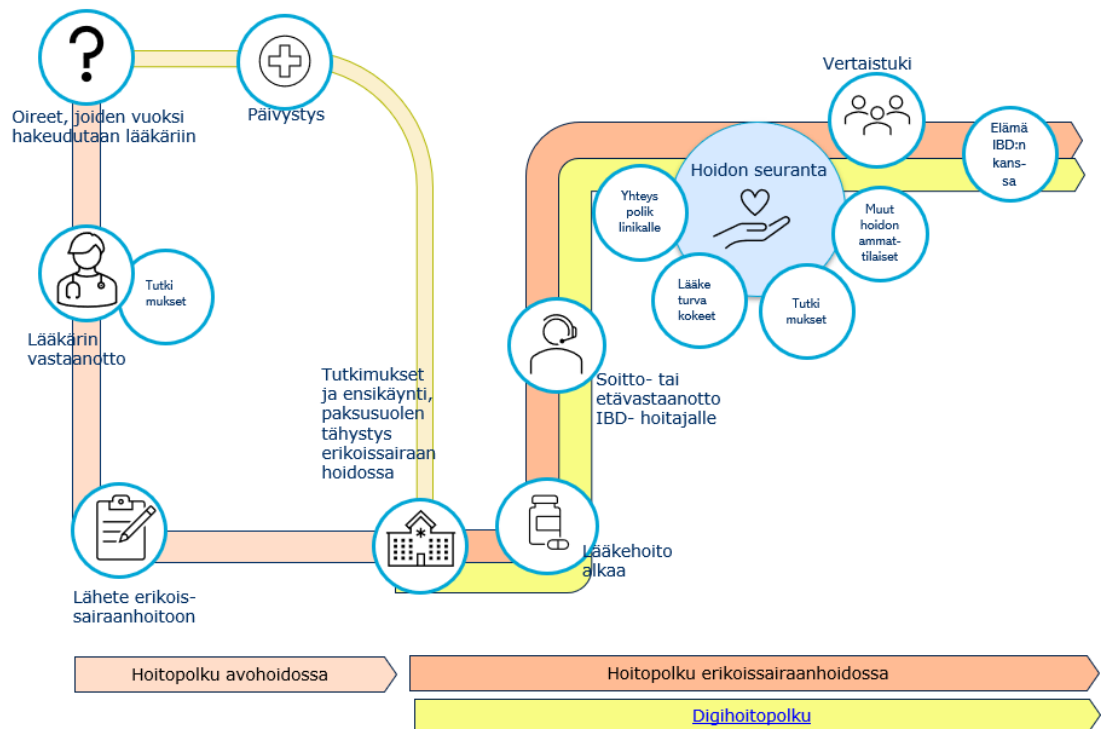 Oireet, joiden vuoksi
hakeudutaan lääkäriin
Päivystys
Lääkärin
vastaanotto
Tutki
mukset
Lähete erikois-
sairaanhoitoon
Tutkimukset
ja ensikäynti,
paksusuolen
tähystys
erikoissairaan
hoidossa
Lääkehoito
alkaa
Soitto- tai
etävastaanotto
IBD- hoitajalle
Hoidon seuranta
Yhteys
polik
linikalle
Lääke
turva
kokeet
Tutki
mukset
Muut
hoidon
ammat-
tilaiset
Vertaistuki
Elämä
IBD:n
kans-
sa
Hoitopolku avohoidossa
Hoitopolku erikoissairaanhoidossa
Digihoitopolku